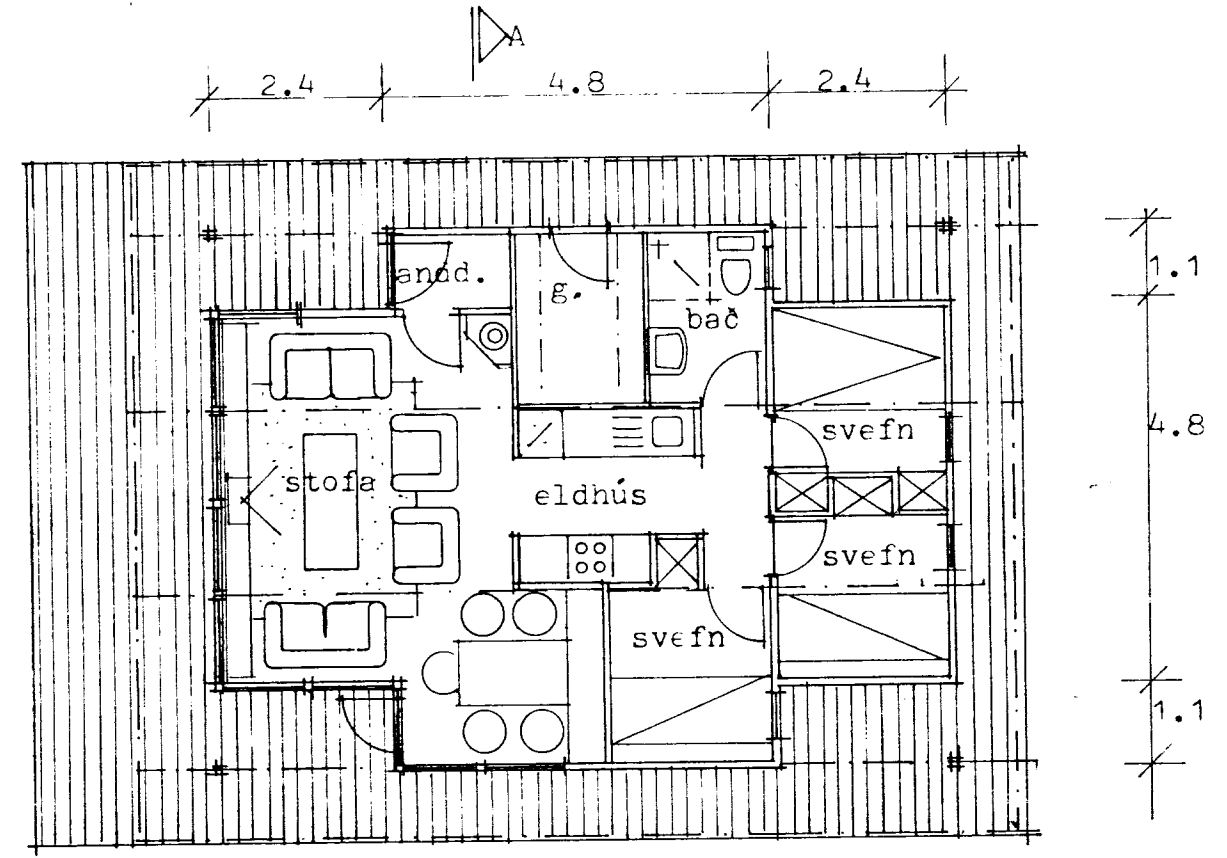 A
2.4 4.8 2.4
1.1
andd.
g.
bað
4.8
svefn
stofa
eldhús
svefn
svefn
1.1